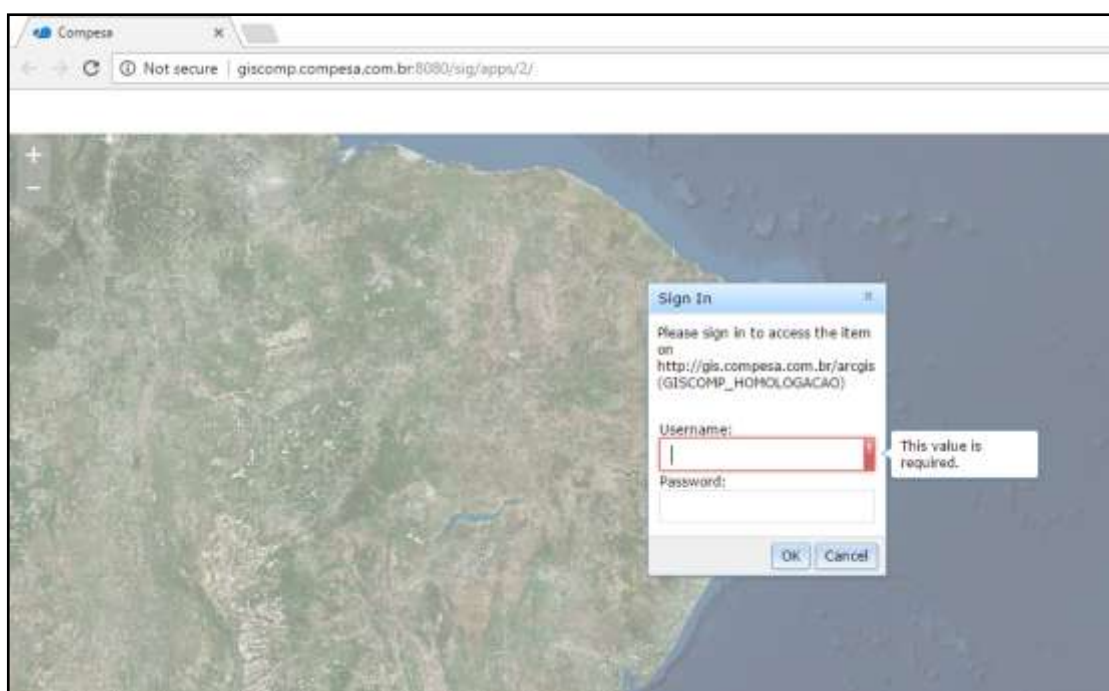 Compesa
Not secure | giscomp.compesa.com.br:8080/sig/apps/2/
+
−
Sign In
Please sign in to access the item
on
http://gis.compesa.com.br/arcgis
(GISCOMP_HOMOLOGACAO)
Username:
This value is
required.
Password:
OK
Cancel